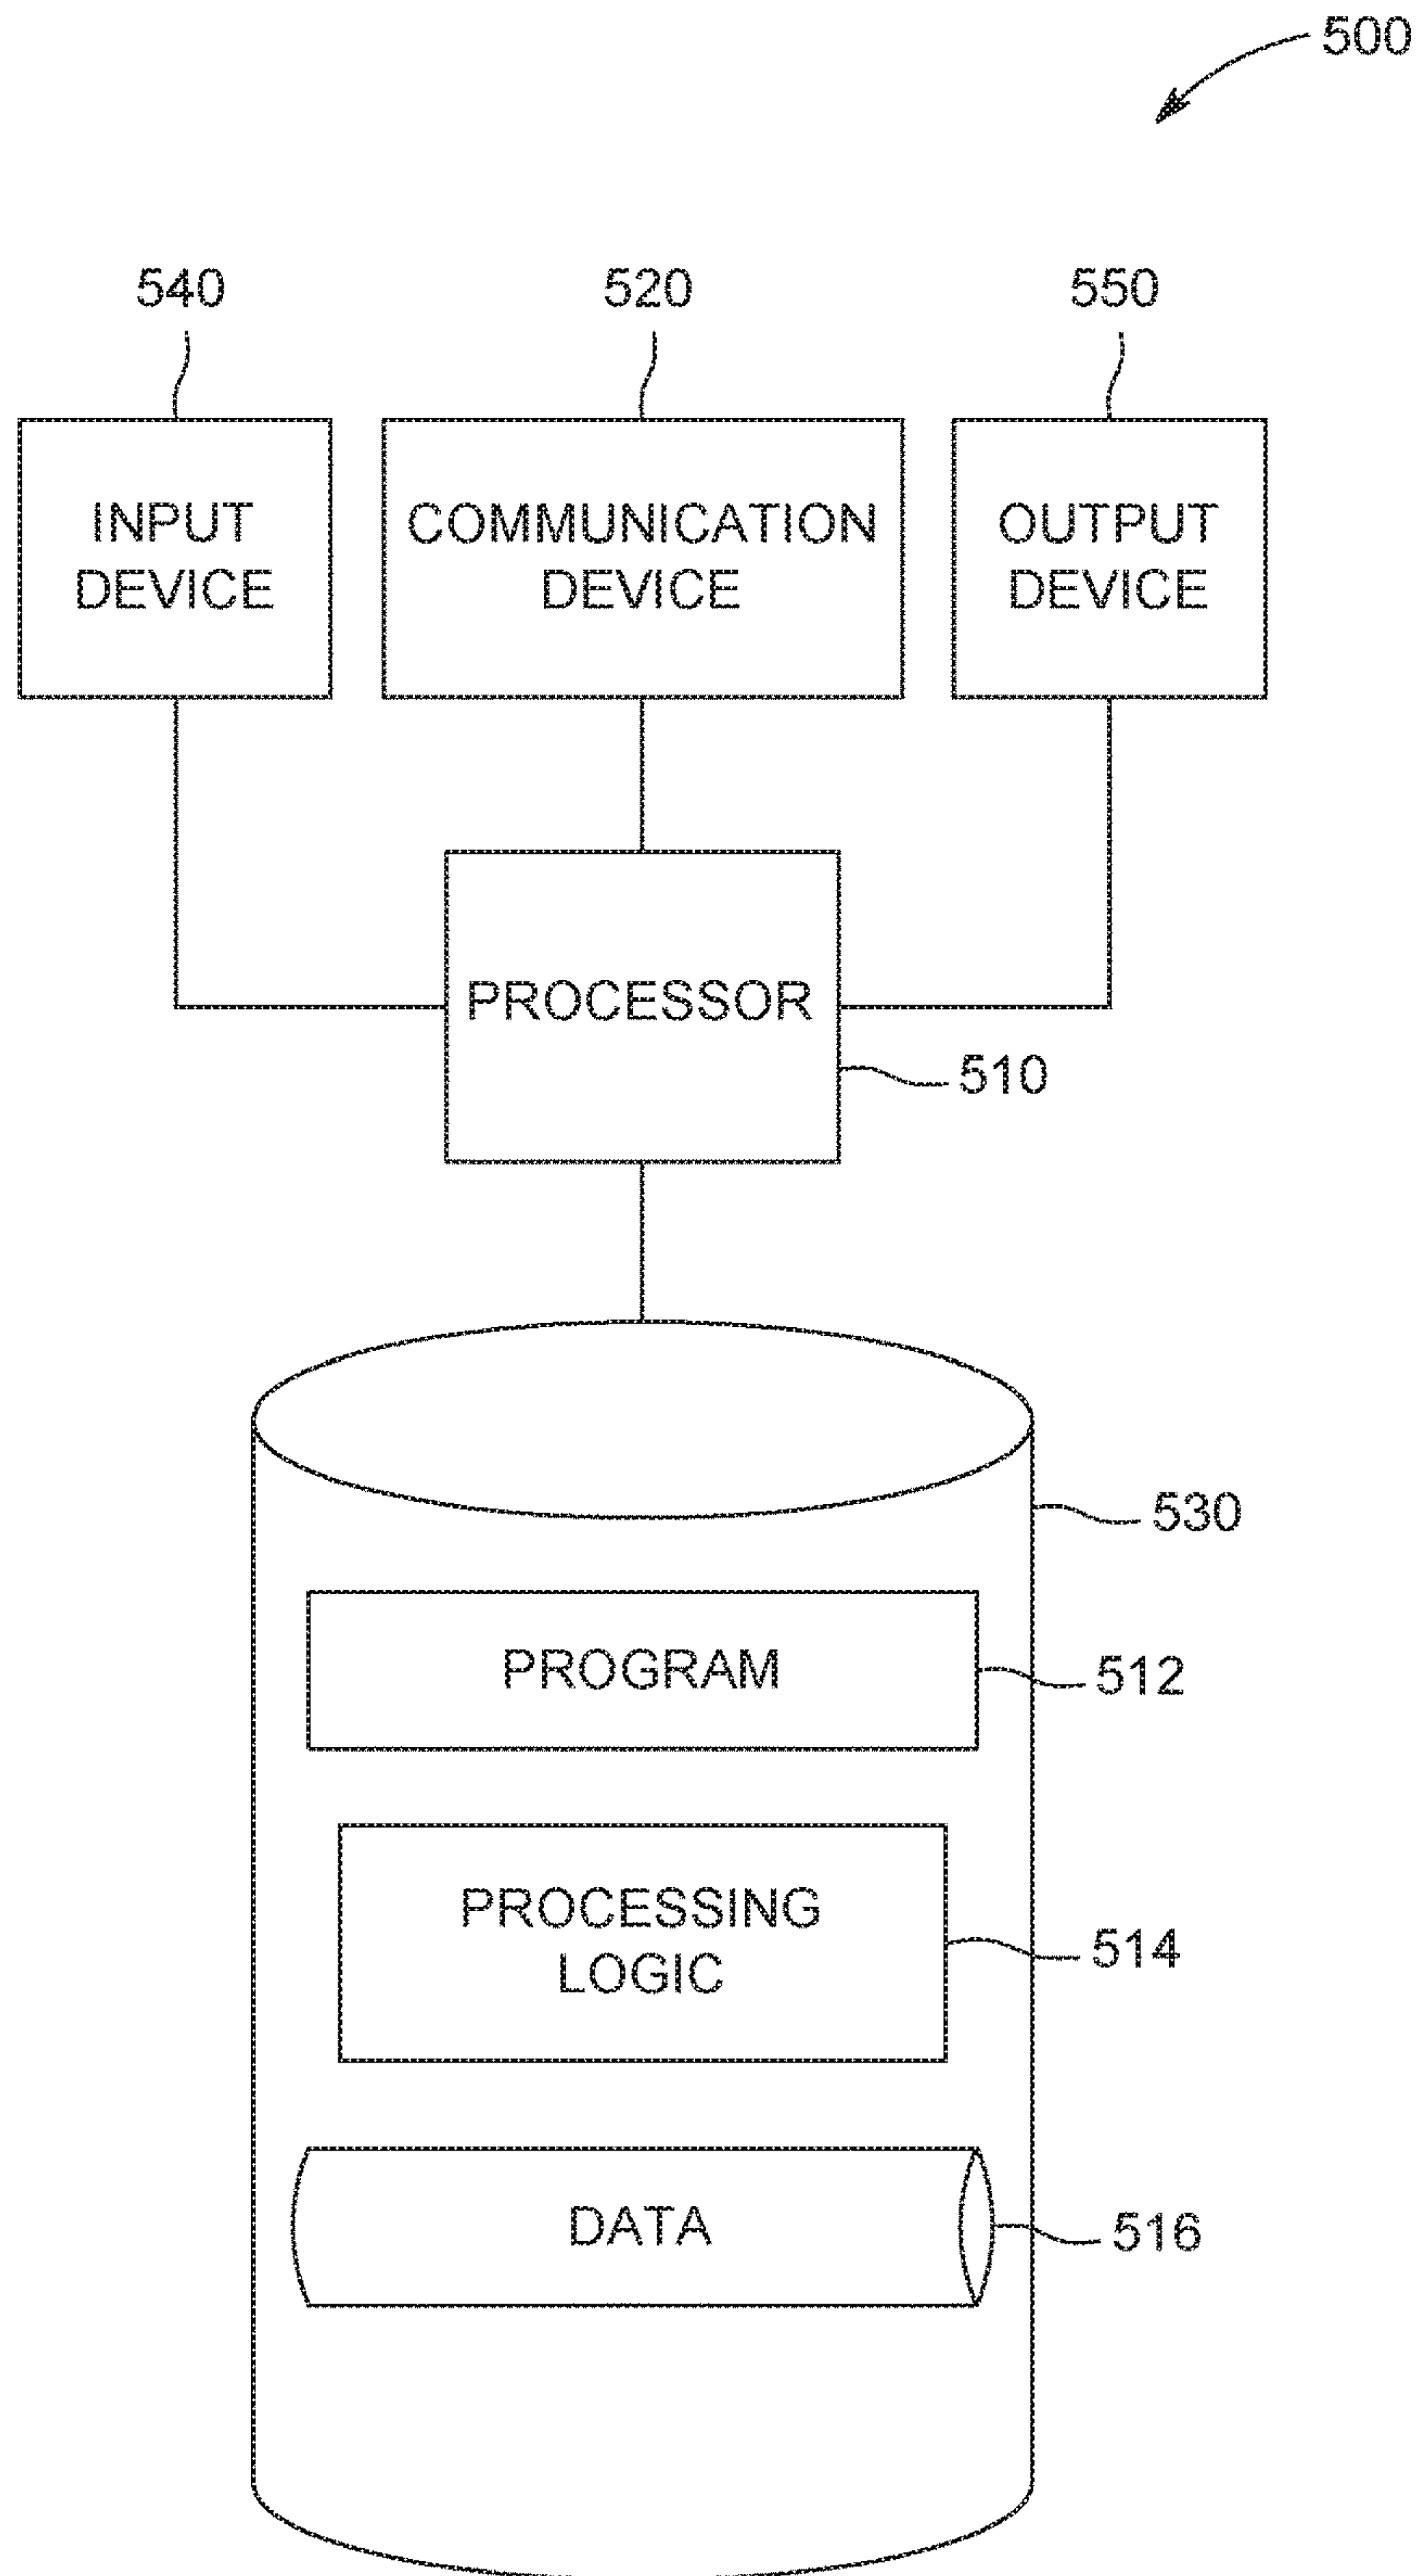 500
540
520
550
INPUT
DEVICE
COMMUNICATION
DEVICE
OUTPUT
DEVICE
PROCESSOR
510
530
PROGRAM
512
PROCESSING
LOGIC
514
DATA
516